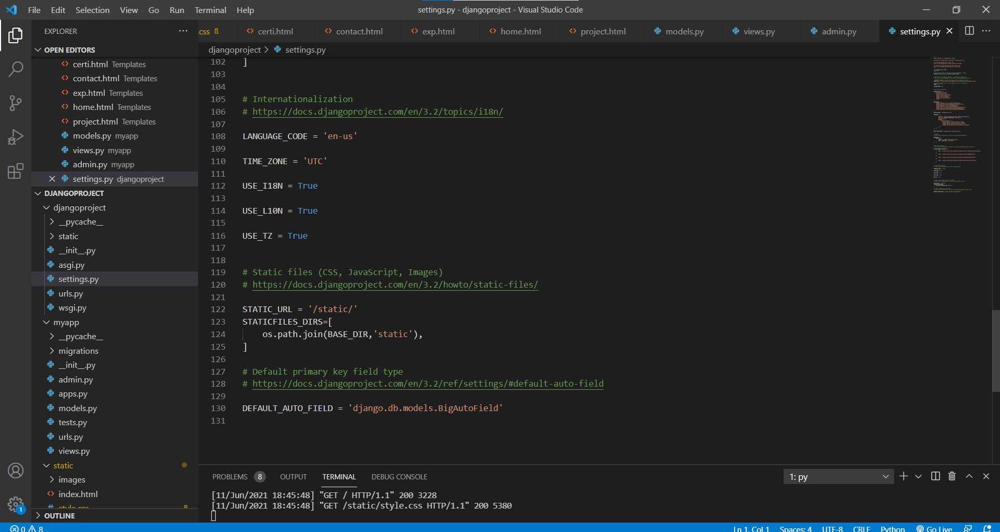 File Edit Selection View Go Run Terminal Help
settings.py - djangoproject - Visual Studio Code
EXPLORER
.css 8
certi.html
contact.html
exp.html
home.html
project.html
models.py
views.py
admin.py
settings.py
OPEN EDITORS
certi.html Templates
contact.html Templates
exp.html Templates
home.html Templates
project.html Templates
models.py myapp
views.py myapp
admin.py myapp
settings.py djangoproject
DJANGOPROJECT
djangoproject
__pycache__
static
__init__.py
asgi.py
settings.py
urls.py
wsgi.py
myapp
__pycache__
migrations
__init__.py
admin.py
apps.py
models.py
tests.py
urls.py
views.py
static
images
index.html
style.css 8
OUTLINE
djangoproject > settings.py
102 ]
103
104
105 # Internationalization
106 # https://docs.djangoproject.com/en/3.2/topics/i18n/
107
108 LANGUAGE_CODE = 'en-us'
109
110 TIME_ZONE = 'UTC'
111
112 USE_I18N = True
113
114 USE_L10N = True
115
116 USE_TZ = True
117
118
119 # Static files (CSS, JavaScript, Images)
120 # https://docs.djangoproject.com/en/3.2/howto/static-files/
121
122 STATIC_URL = '/static/'
123 STATICFILES_DIRS=[
124 os.path.join(BASE_DIR,'static'),
125 ]
126
127 # Default primary key field type
128 # https://docs.djangoproject.com/en/3.2/ref/settings/#default-auto-field
129
130 DEFAULT_AUTO_FIELD = 'django.db.models.BigAutoField'
131
PROBLEMS 8 OUTPUT TERMINAL DEBUG CONSOLE
1: py
[11/Jun/2021 18:45:48] "GET / HTTP/1.1" 200 3228
[11/Jun/2021 18:45:48] "GET /static/style.css HTTP/1.1" 200 5380
1
0 8
Ln 1, Col 1 Spaces: 4 UTF-8 CRLF Python Go Live